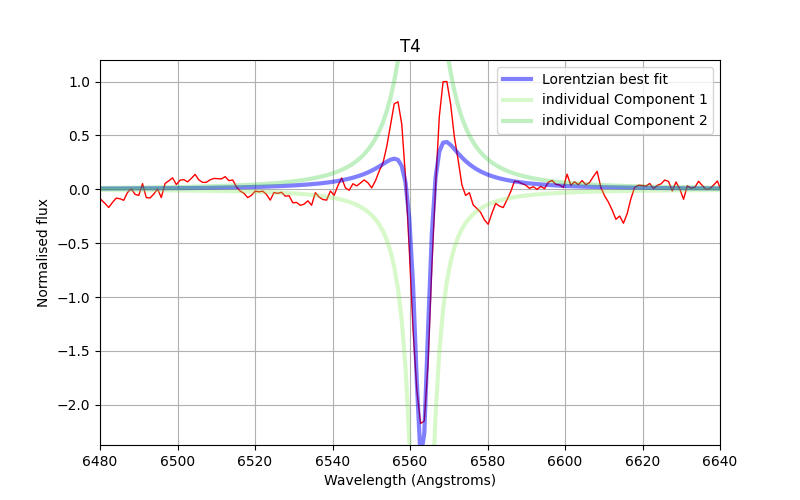 T4
Lorentzian best fit
individual Component 1
individual Component 2
1.0
0.5
0.0
−0.5
−1.0
−1.5
−2.0
Normalised flux
6480 6500 6520 6540 6560 6580 6600 6620 6640
Wavelength (Angstroms)